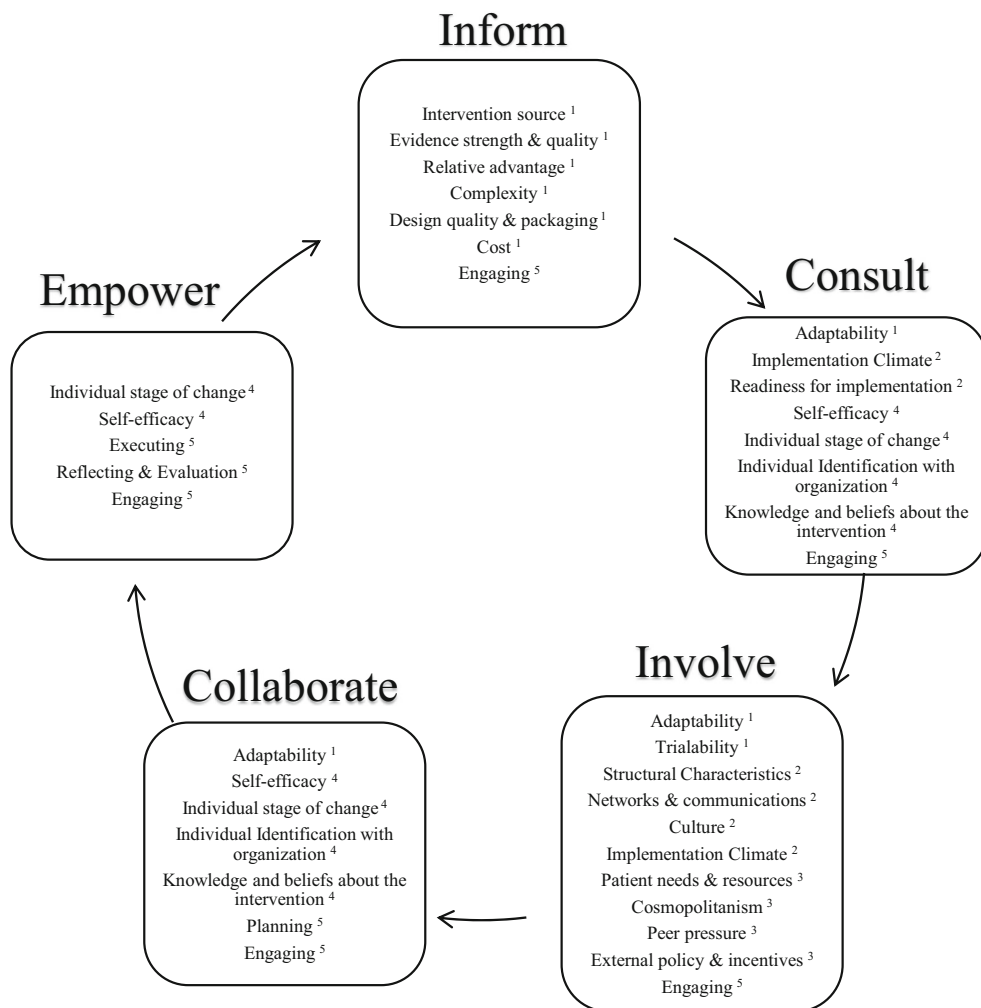 Inform
Intervention source ¹
Evidence strength & quality ¹
Relative advantage ¹
Complexity ¹
Design quality & packaging ¹
Cost ¹
Engaging ⁵
Consult
Adaptability ¹
Implementation Climate ²
Readiness for implementation ²
Self-efficacy ⁴
Individual stage of change ⁴
Individual Identification with
organization ⁴
Knowledge and beliefs about the
intervention ⁴
Engaging ⁵
Involve
Adaptability ¹
Trialability ¹
Structural Characteristics ²
Networks & communications ²
Culture ²
Implementation Climate ²
Patient needs & resources ³
Cosmopolitanism ³
Peer pressure ³
External policy & incentives ³
Engaging ⁵
Collaborate
Adaptability ¹
Self-efficacy ⁴
Individual stage of change ⁴
Individual Identification with
organization ⁴
Knowledge and beliefs about the
intervention ⁴
Planning ⁵
Engaging ⁵
Empower
Individual stage of change ⁴
Self-efficacy ⁴
Executing ⁵
Reflecting & Evaluation ⁵
Engaging ⁵